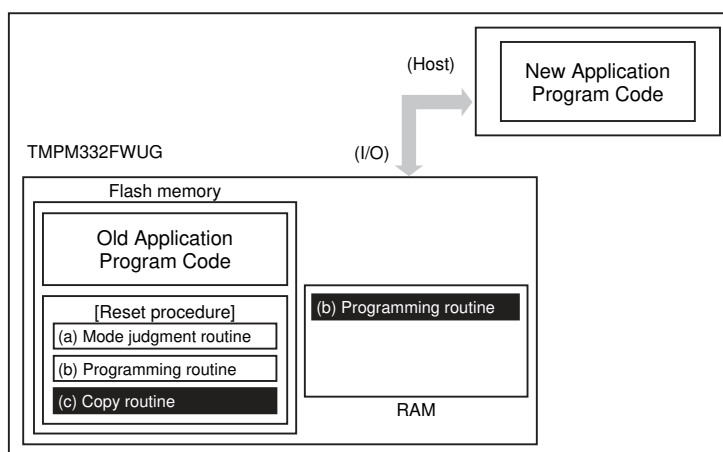 (Host)
New Application
Program Code
TMPM332FWUG
(I/O)
Flash memory
Old Application
Program Code
[Reset procedure]
(a) Mode judgment routine
(b) Programming routine
(c) Copy routine
(b) Programming routine
RAM